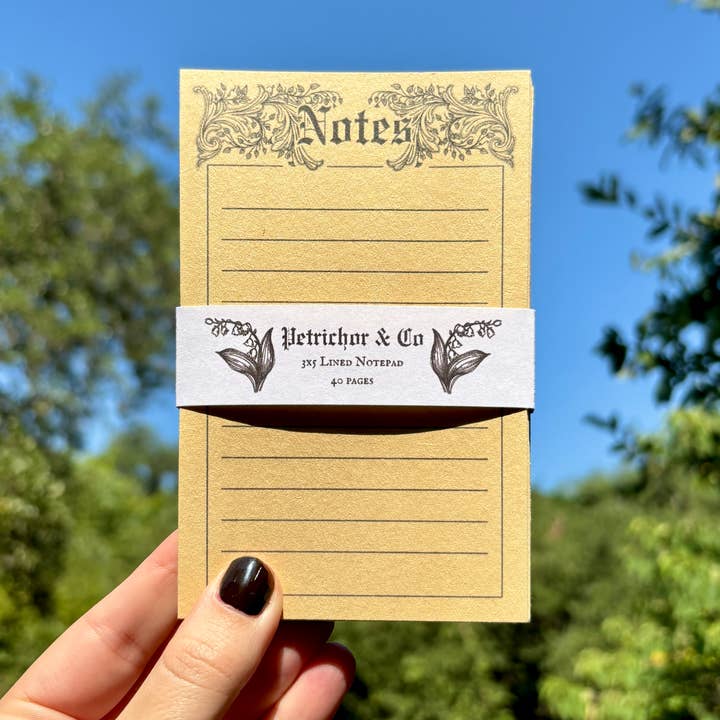 Notes
Petrichor & Co
3x5 Lined Notepad
40 pages